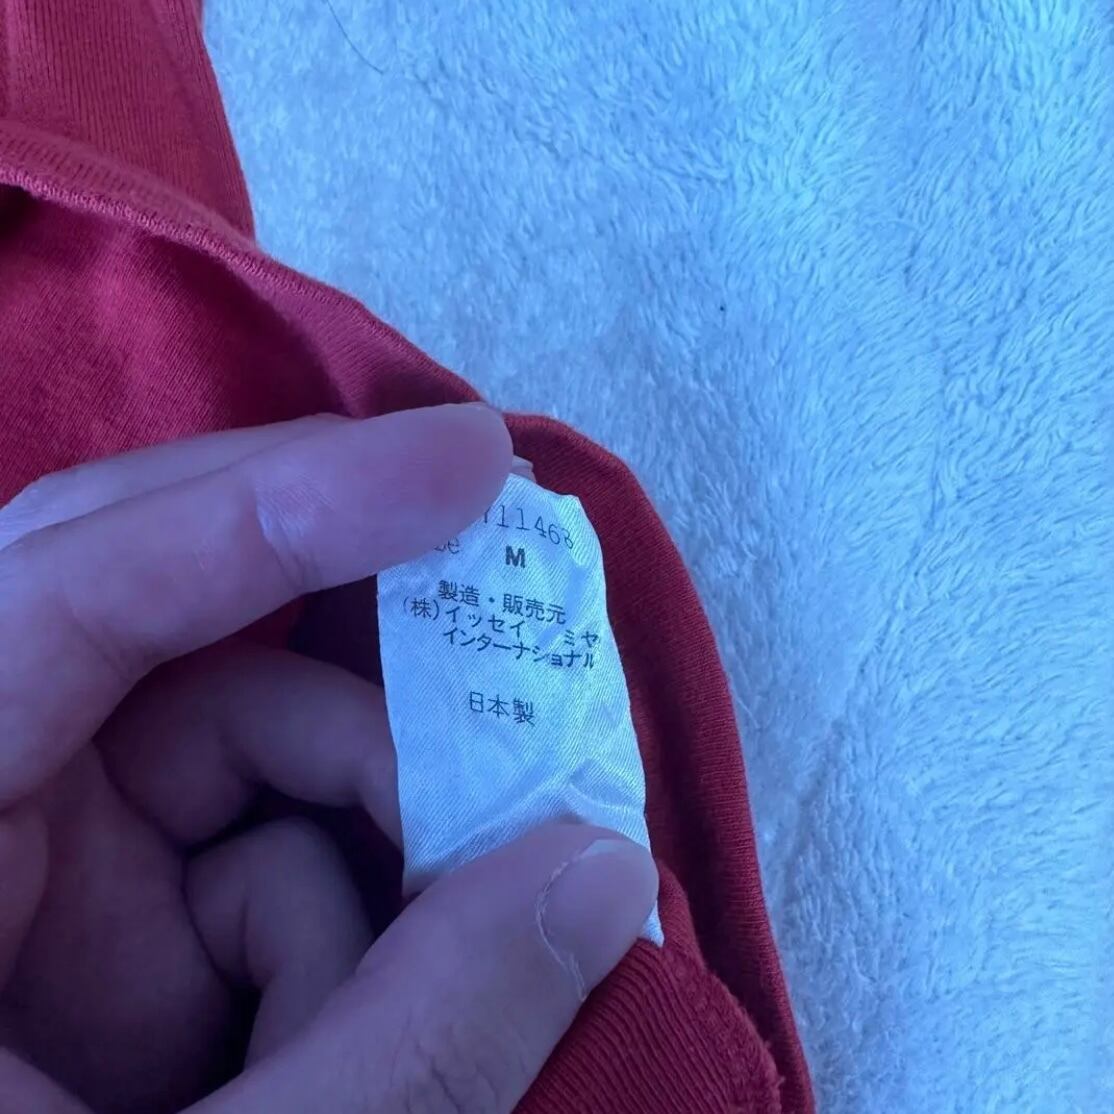 M
製造・販売元
(株)イッセイ ミヤ
インターナショナル
日本製